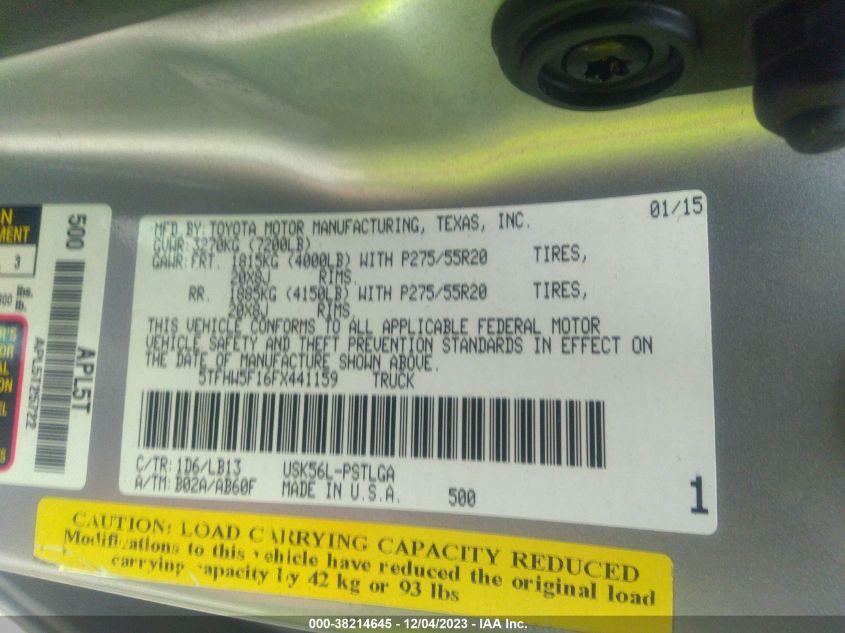 N
MENT
3
lbs.
lb.
500
APL5T
APL5T25722
MFD.BY:TOYOTA MOTOR MANUFACTURING, TEXAS, INC. 01/15
GVWR:3270KG (7200LB)
GAWR:FRT. 1815KG (4000LB) WITH P275/55R20 TIRES,
20X8J RIMS.
RR. 1885KG (4150LB) WITH P275/55R20 TIRES,
20X8J RIMS.
THIS VEHICLE CONFORMS TO ALL APPLICABLE FEDERAL MOTOR
VEHICLE SAFETY AND THEFT PREVENTION STANDARDS IN EFFECT ON
THE DATE OF MANUFACTURE SHOWN ABOVE.
5TFHW5F16FX441159 TRUCK
C/TR:1D6/LB13 USK56L-PSTLGA
A/TM:B02A/AB60F MADE IN U.S.A. 500 1
CAUTION: LOAD CARRYING CAPACITY REDUCED
Modifications to this vehicle have reduced the original load
carrying capacity by 42 kg or 93 lbs
000-38214645 - 12/04/2023 - IAA Inc.